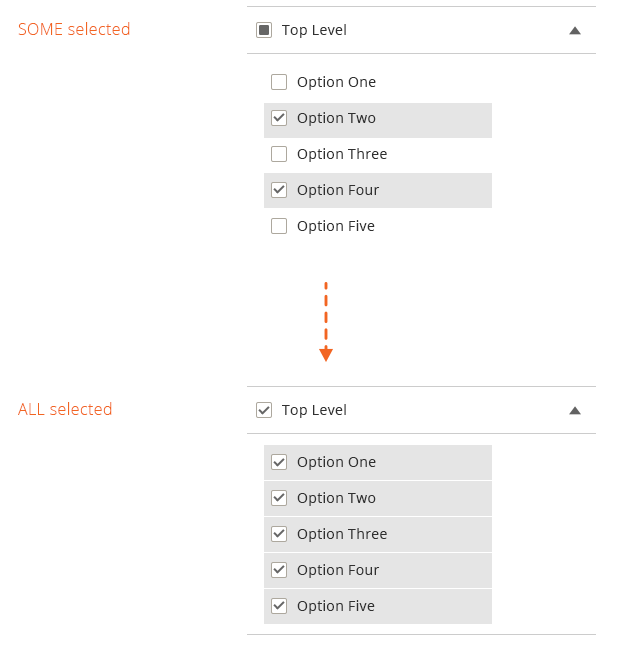 SOME selected
Top Level
Option One
Option Two
Option Three
Option Four
Option Five
ALL selected
Top Level
Option One
Option Two
Option Three
Option Four
Option Five